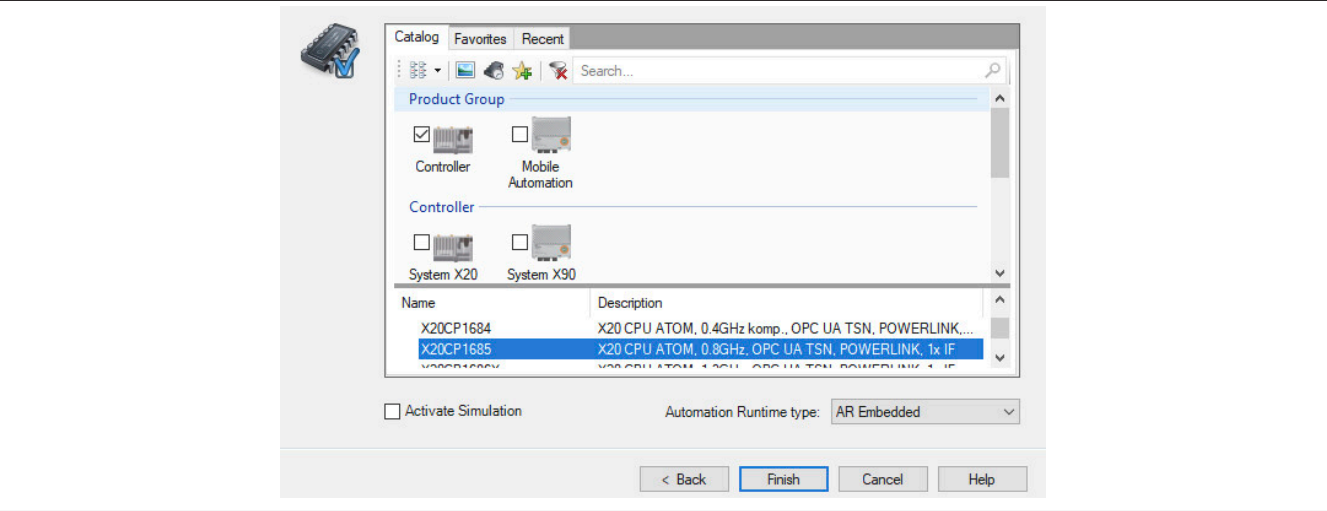 Catalog Favorites Recent
Search...
Product Group
Controller Mobile Automation
Controller
System X20 System X90
Name Description
X20CP1684 X20 CPU ATOM, 0.4GHz komp., OPC UA TSN, POWERLINK,...
X20CP1685 X20 CPU ATOM, 0.8GHz, OPC UA TSN, POWERLINK, 1x IF
Activate Simulation Automation Runtime type: AR Embedded
< Back Finish Cancel Help